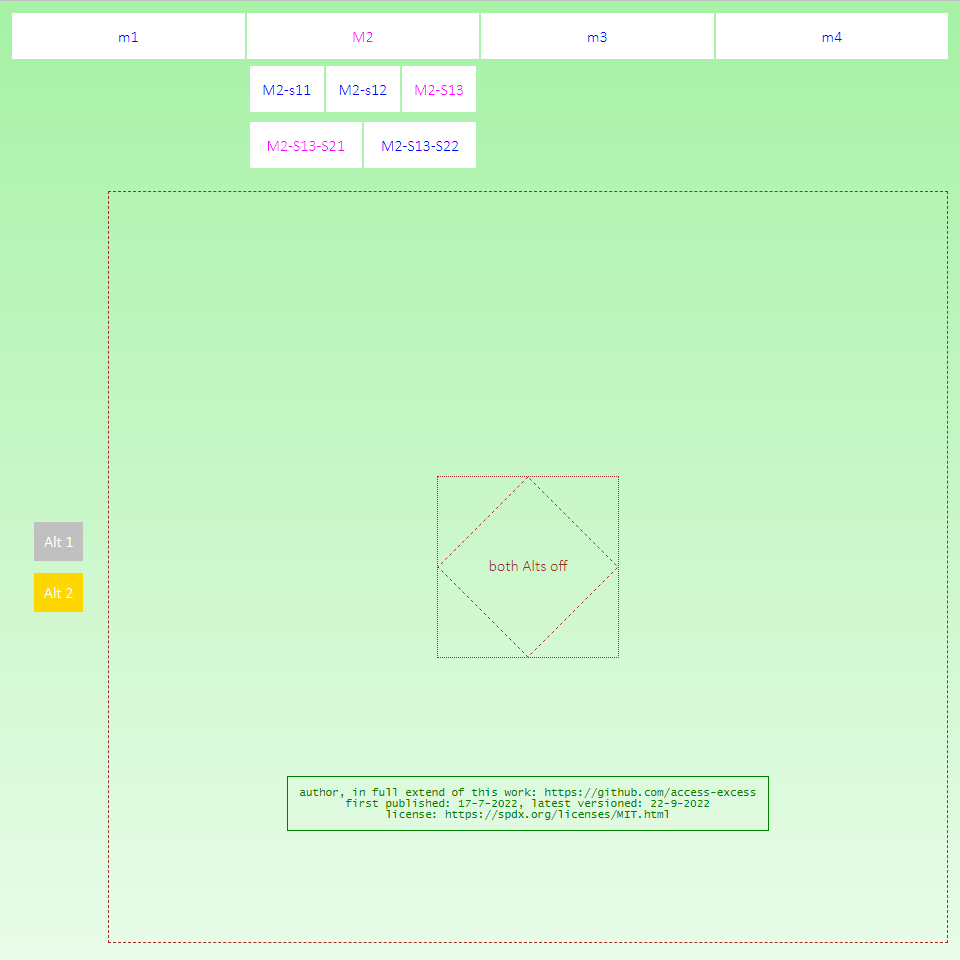 m1 M2 m3 m4
M2-s11 M2-s12 M2-S13
M2-S13-S21 M2-S13-S22
Alt 1
both Alts off
Alt 2
author, in full extend of this work: https://github.com/access-excess
first published: 17-7-2022, latest versioned: 22-9-2022
license: https://spdx.org/licenses/MIT.html